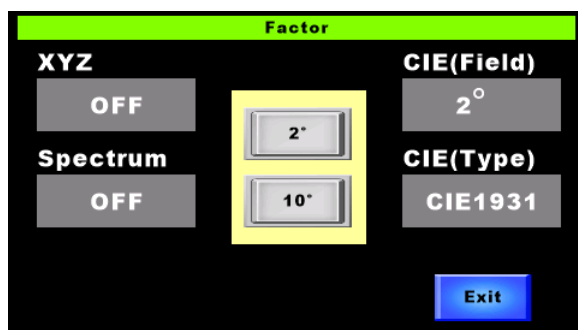 Factor
XYZ
OFF
Spectrum
OFF
2°
10°
CIE(Field)
2°
CIE(Type)
CIE1931
Exit